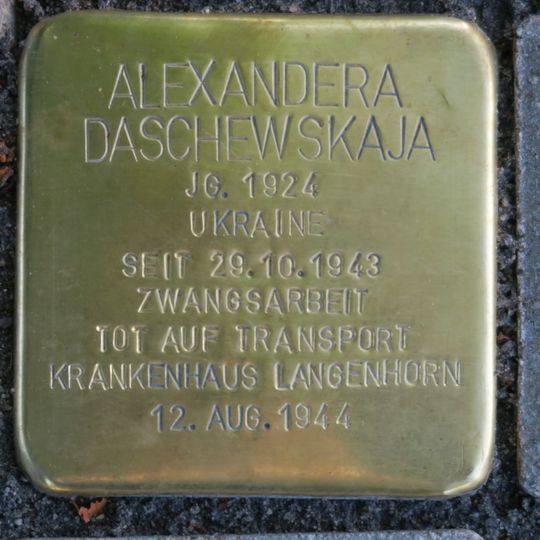 ALEXANDERA
DASCHEWSKAJA
JG. 1924
UKRAINE
SEIT 29.10.1943
ZWANGSARBEIT
TOT AUF TRANSPORT
KRANKENHAUS LANGENHORN
12. AUG. 1944